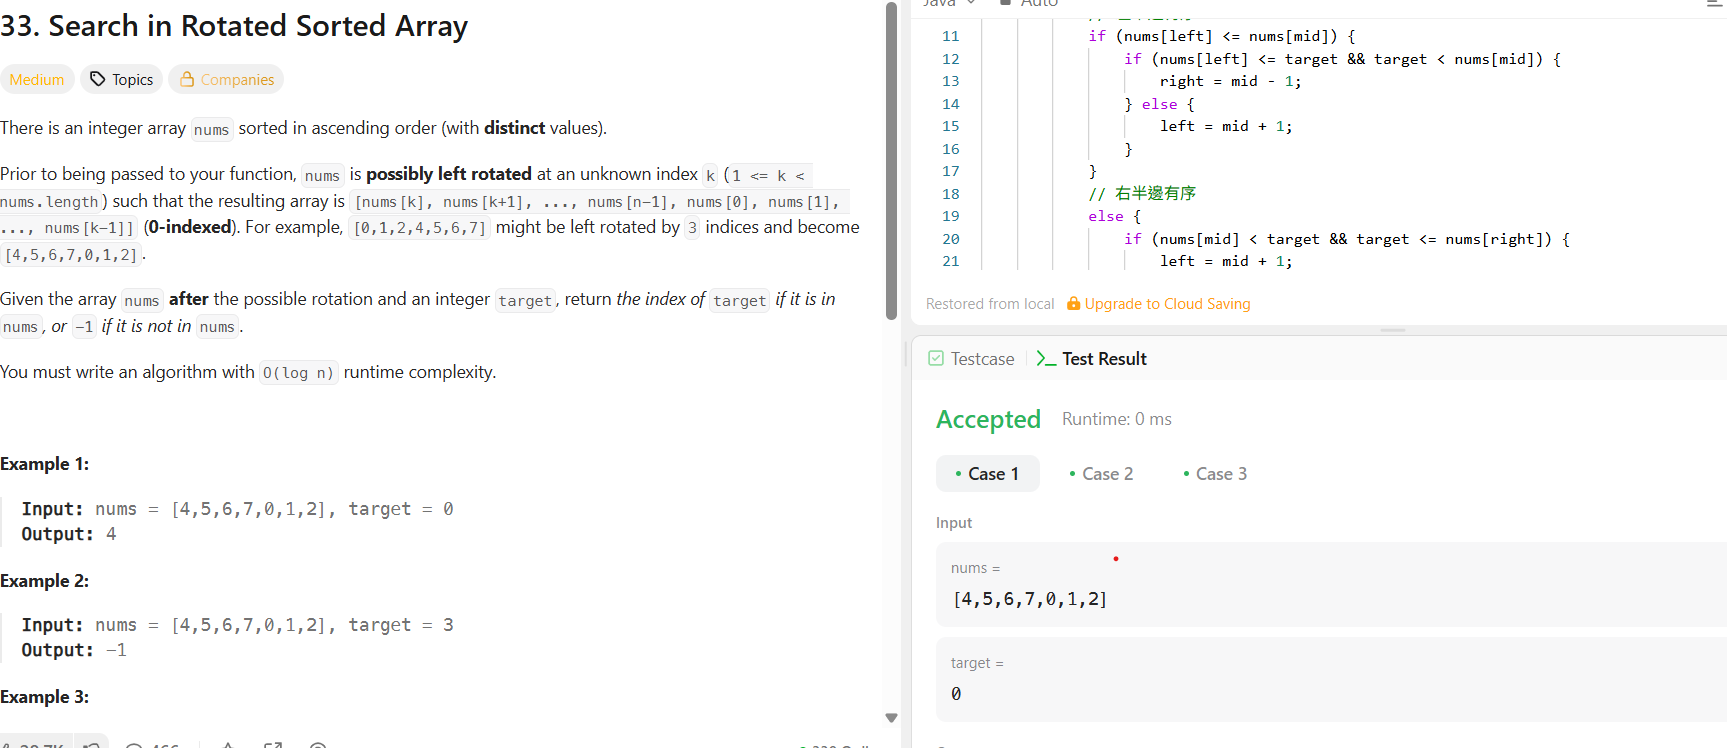 33. Search in Rotated Sorted Array
Medium Topics Companies
There is an integer array nums sorted in ascending order (with distinct values).
Prior to being passed to your function, nums is possibly left rotated at an unknown index k (1 <= k <
nums.length) such that the resulting array is [nums[k], nums[k+1], ..., nums[n-1], nums[0], nums[1],
..., nums[k-1]] (0-indexed). For example, [0,1,2,4,5,6,7] might be left rotated by 3 indices and become
[4,5,6,7,0,1,2].
Given the array nums after the possible rotation and an integer target, return the index of target if it is in
nums, or -1 if it is not in nums.
You must write an algorithm with O(log n) runtime complexity.
Example 1:
Input: nums = [4,5,6,7,0,1,2], target = 0
Output: 4
Example 2:
Input: nums = [4,5,6,7,0,1,2], target = 3
Output: -1
Example 3:
Java Auto
11 if (nums[left] <= nums[mid]) {
12 if (nums[left] <= target && target < nums[mid]) {
13 right = mid - 1;
14 } else {
15 left = mid + 1;
16 }
17 }
18 // 右半邊有序
19 else {
20 if (nums[mid] < target && target <= nums[right]) {
21 left = mid + 1;
Restored from local Upgrade to Cloud Saving
Testcase Test Result
Accepted Runtime: 0 ms
Case 1 Case 2 Case 3
Input
nums =
[4,5,6,7,0,1,2]
target =
0